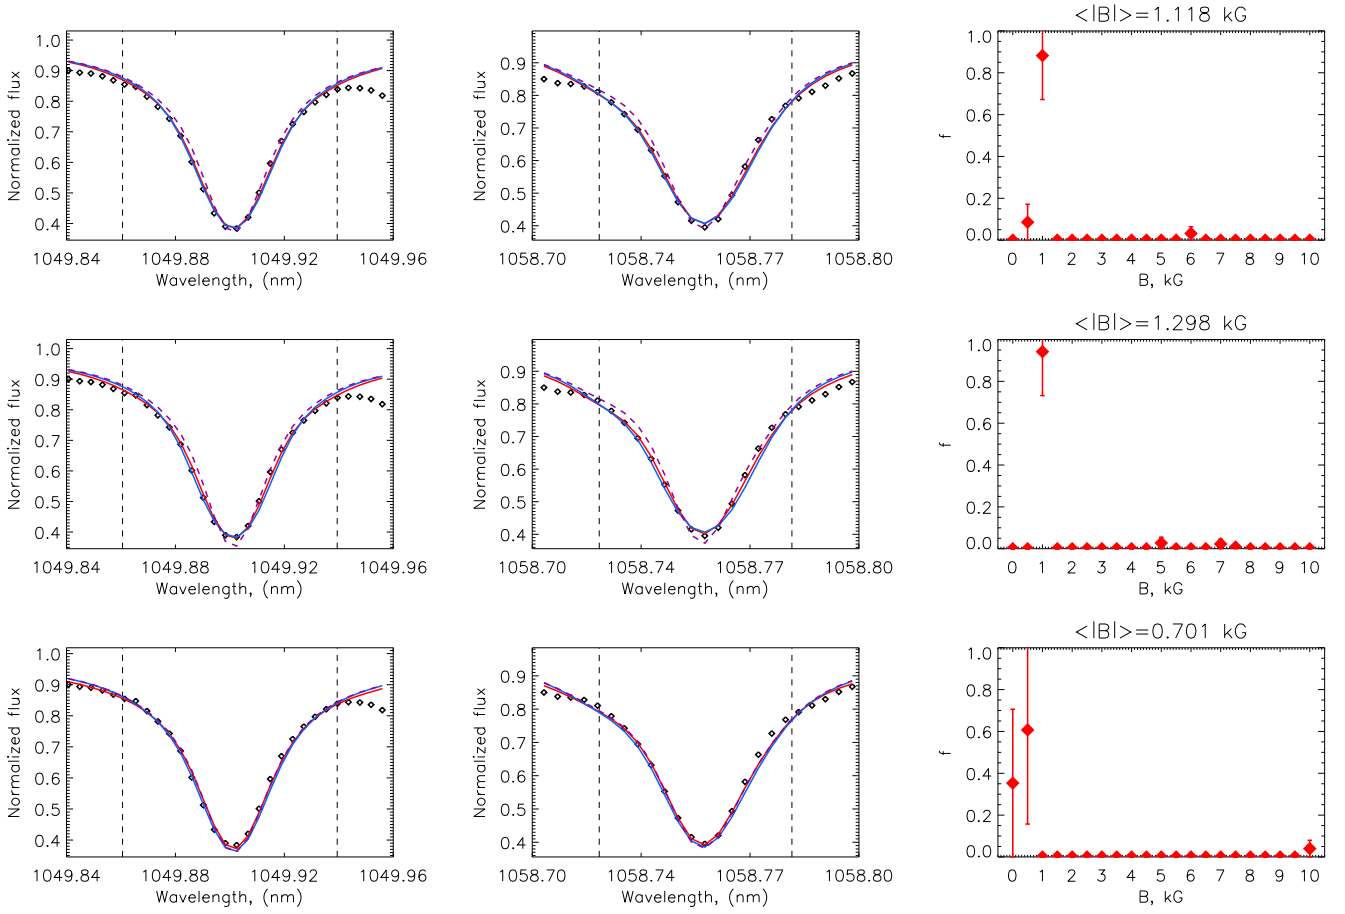 <|B|>=1.118 kG
1.0
0.9
0.8
0.7
0.6
0.5
0.4
Normalized flux
1049.84 1049.88 1049.92 1049.96
Wavelength, (nm)
0.9
0.8
0.7
0.6
0.5
0.4
Normalized flux
1058.70 1058.74 1058.77 1058.80
Wavelength, (nm)
1.0
0.8
0.6
0.4
0.2
0.0
f
0 1 2 3 4 5 6 7 8 9 10
B, kG
<|B|>=1.298 kG
1.0
0.9
0.8
0.7
0.6
0.5
0.4
Normalized flux
1049.84 1049.88 1049.92 1049.96
Wavelength, (nm)
0.9
0.8
0.7
0.6
0.5
0.4
Normalized flux
1058.70 1058.74 1058.77 1058.80
Wavelength, (nm)
1.0
0.8
0.6
0.4
0.2
0.0
f
0 1 2 3 4 5 6 7 8 9 10
B, kG
<|B|>=0.701 kG
1.0
0.9
0.8
0.7
0.6
0.5
0.4
Normalized flux
1049.84 1049.88 1049.92 1049.96
Wavelength, (nm)
0.9
0.8
0.7
0.6
0.5
0.4
Normalized flux
1058.70 1058.74 1058.77 1058.80
Wavelength, (nm)
1.0
0.8
0.6
0.4
0.2
0.0
f
0 1 2 3 4 5 6 7 8 9 10
B, kG